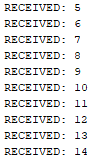 RECEIVED: 5
RECEIVED: 6
RECEIVED: 7
RECEIVED: 8
RECEIVED: 9
RECEIVED: 10
RECEIVED: 11
RECEIVED: 12
RECEIVED: 13
RECEIVED: 14